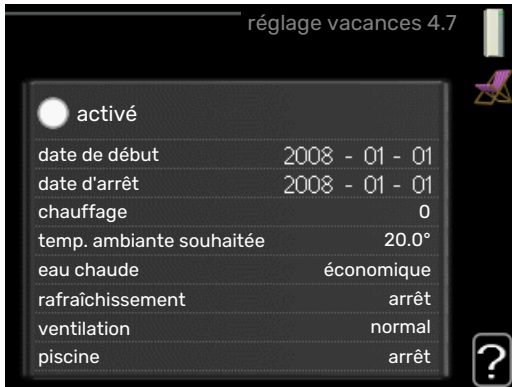 réglage vacances 4.7
activé
date de début 2008 - 01 - 01
date d'arrêt 2008 - 01 - 01
chauffage 0
temp. ambiante souhaitée 20.0°
eau chaude économique
rafraîchissement arrêt
ventilation normal
piscine arrêt
?